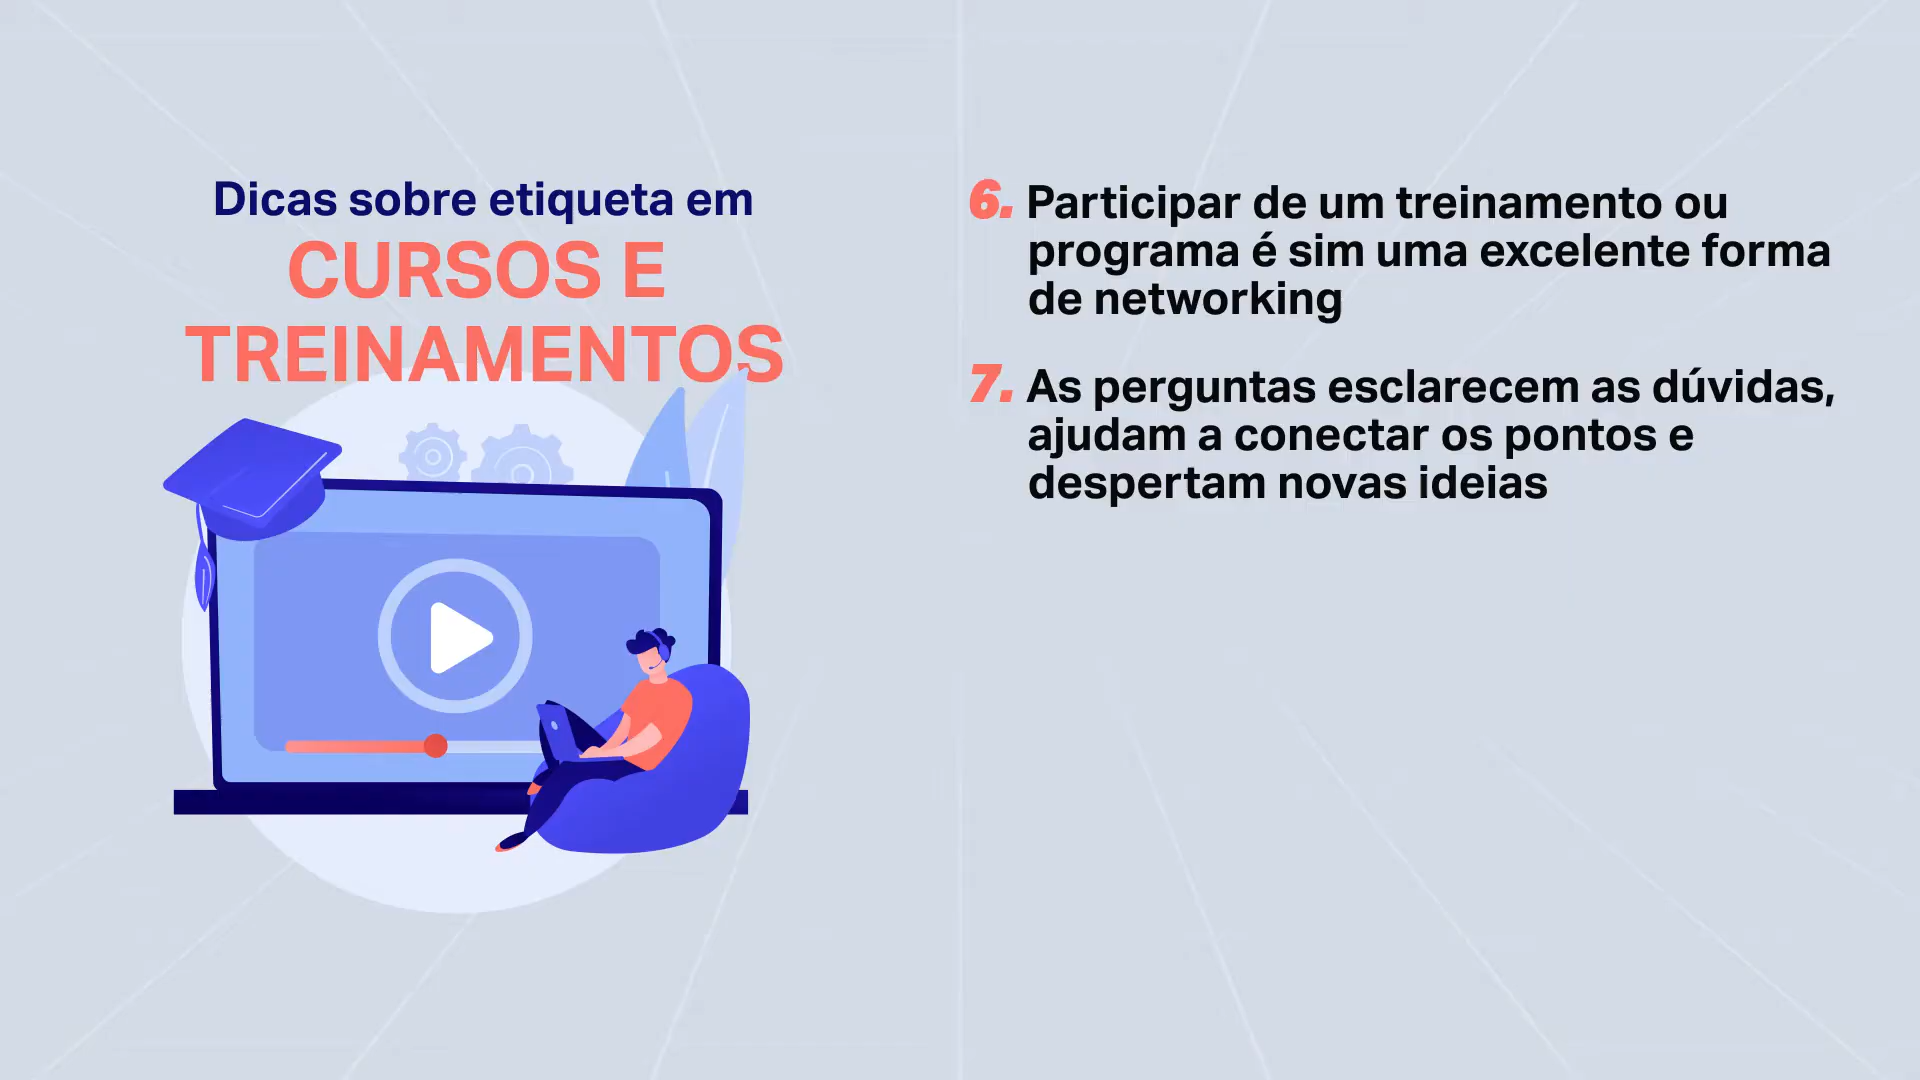 Dicas sobre etiqueta em
CURSOS E
TREINAMENTOS
6. Participar de um treinamento ou
programa é sim uma excelente forma
de networking
7. As perguntas esclarecem as dúvidas,
ajudam a conectar os pontos e
despertam novas ideias